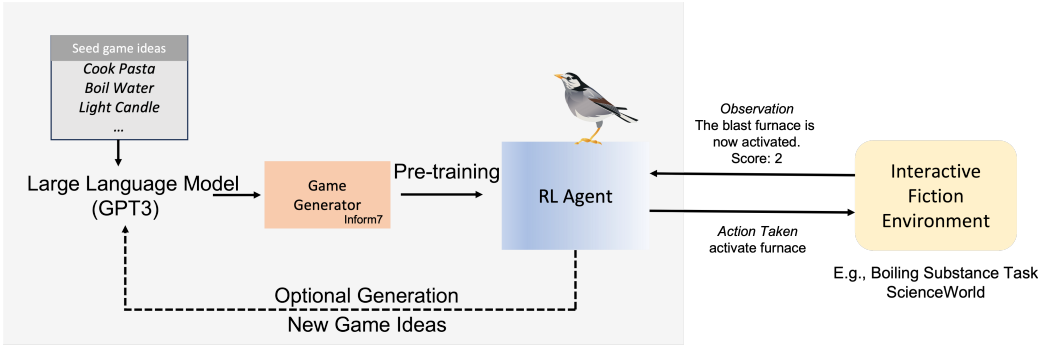 Seed game ideas
Cook Pasta
Boil Water
Light Candle
...
Large Language Model
(GPT3)
Game
Generator
Inform7
Pre-training
RL Agent
Observation
The blast furnace is
now activated.
Score: 2
Action Taken
activate furnace
Interactive
Fiction
Environment
E.g., Boiling Substance Task
ScienceWorld
Optional Generation
New Game Ideas